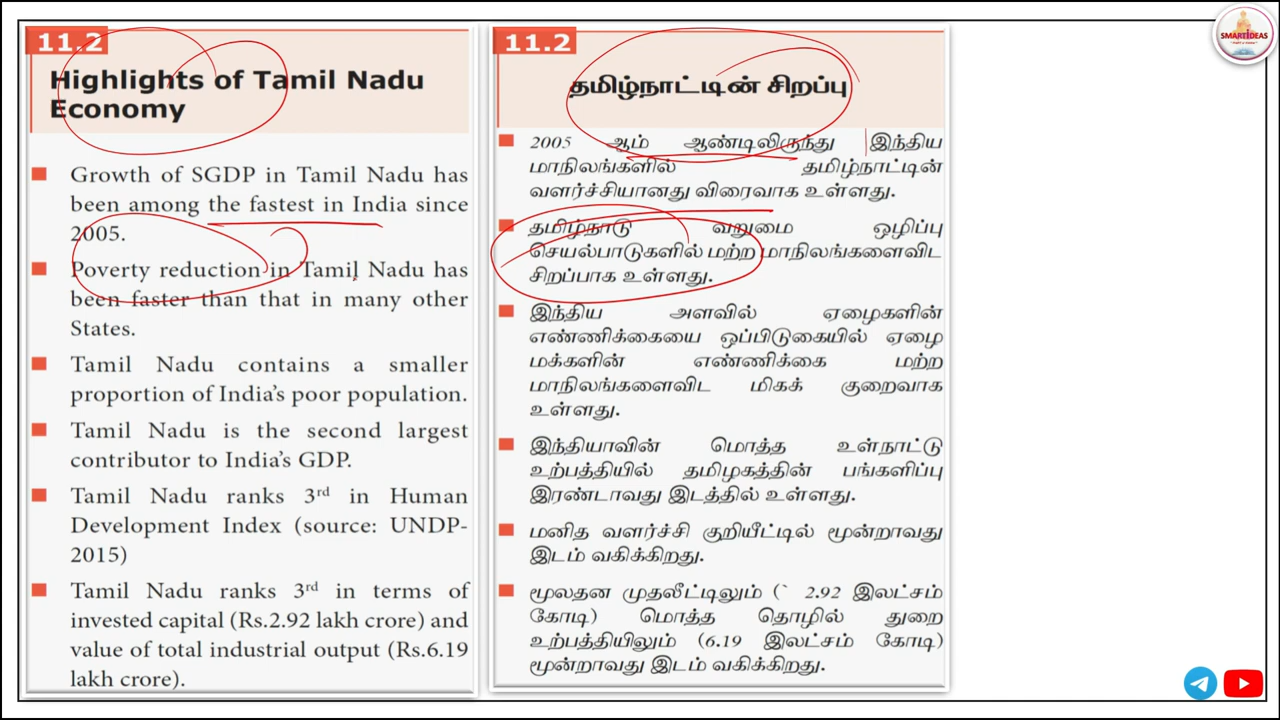 11.2
Highlights of Tamil Nadu
Economy
Growth of SGDP in Tamil Nadu has
been among the fastest in India since
2005.
Poverty reduction in Tamil Nadu has
been faster than that in many other
States.
Tamil Nadu contains a smaller
proportion of India's poor population.
Tamil Nadu is the second largest
contributor to India's GDP.
Tamil Nadu ranks 3rd in Human
Development Index (source: UNDP-
2015)
Tamil Nadu ranks 3rd in terms of
invested capital (Rs.2.92 lakh crore) and
value of total industrial output (Rs.6.19
lakh crore).
11.2
தமிழ்நாட்டின் சிறப்பு
2005 ஆம் ஆண்டிலிருந்து இந்திய
மாநிலங்களில் தமிழ்நாட்டின்
வளர்ச்சியானது விரைவாக உள்ளது.
தமிழ்நாடு வறுமை ஒழிப்பு
செயல்பாடுகளில் மற்ற மாநிலங்களைவிட
சிறப்பாக உள்ளது.
இந்திய அளவில் ஏழைகளின்
எண்ணிக்கையை ஒப்பிடுகையில் ஏழை
மக்களின் எண்ணிக்கை மற்ற
மாநிலங்களைவிட மிகக் குறைவாக
உள்ளது.
இந்தியாவின் மொத்த உள்நாட்டு
உற்பத்தியில் தமிழகத்தின் பங்களிப்பு
இரண்டாவது இடத்தில் உள்ளது.
மனித வளர்ச்சி குறியீட்டில் மூன்றாவது
இடம் வகிக்கிறது.
மூலதன முதலீட்டிலும் (` 2.92 இலட்சம்
கோடி) மொத்த தொழில் துறை
உற்பத்தியிலும் (6.19 இலட்சம் கோடி)
மூன்றாவது இடம் வகிக்கிறது.
SMARTIDEAS